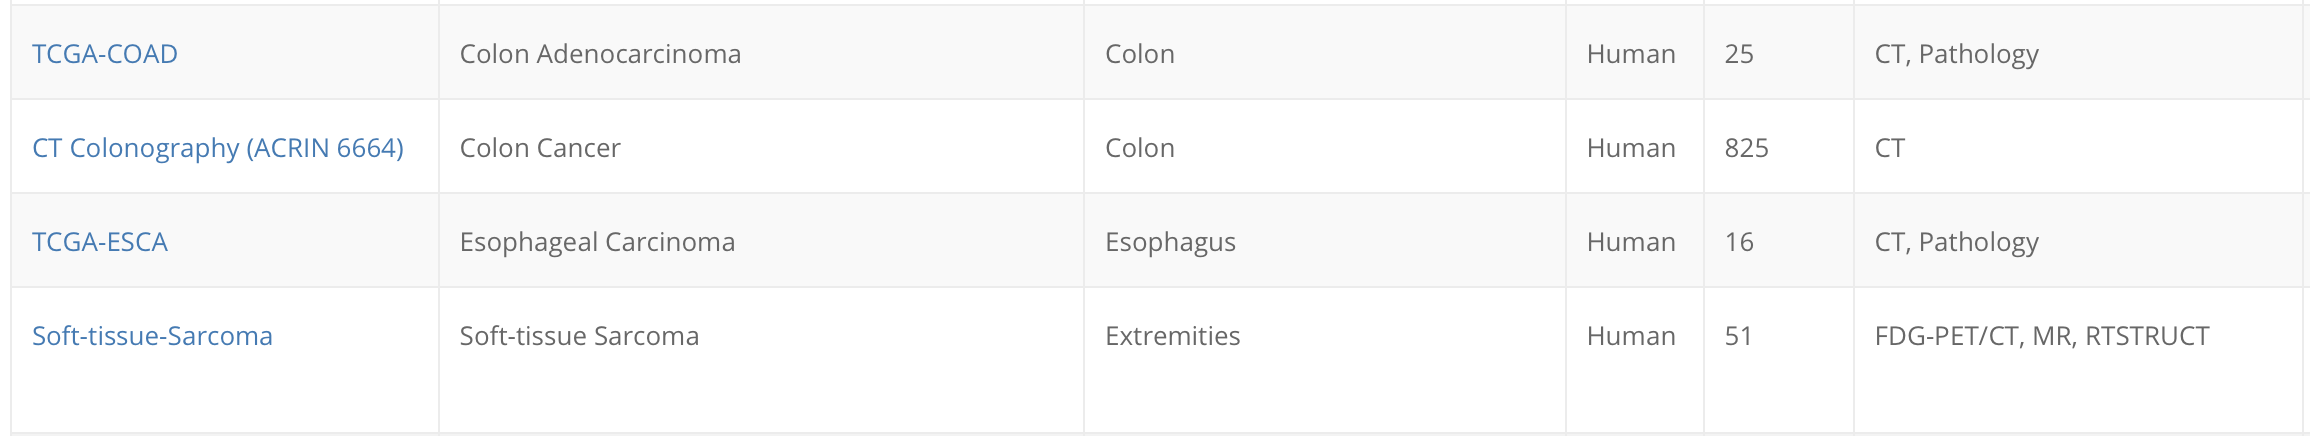 TCGA-COAD Colon Adenocarcinoma Colon Human 25 CT, Pathology
CT Colonography (ACRIN 6664) Colon Cancer Colon Human 825 CT
TCGA-ESCA Esophageal Carcinoma Esophagus Human 16 CT, Pathology
Soft-tissue-Sarcoma Soft-tissue Sarcoma Extremities Human 51 FDG-PET/CT, MR, RTSTRUCT